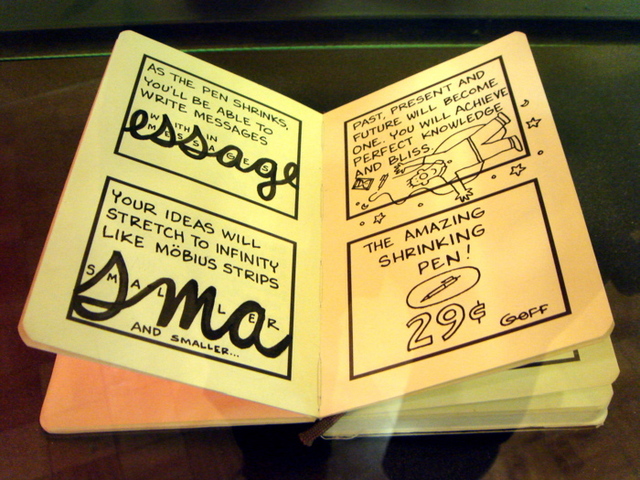 AS THE PEN SHRINKS,
YOU'LL BE ABLE TO
WRITE MESSAGES
WITHIN
MESSAGES
essage
YOUR IDEAS WILL
STRETCH TO INFINITY
LIKE MÖBIUS STRIPS
SMALLER
sma
AND SMALLER...
PAST, PRESENT AND
FUTURE WILL BECOME
ONE.. YOU WILL ACHIEVE
PERFECT KNOWLEDGE
AND BLISS.
THE AMAZING
SHRINKING
PEN!
29¢
GOFF